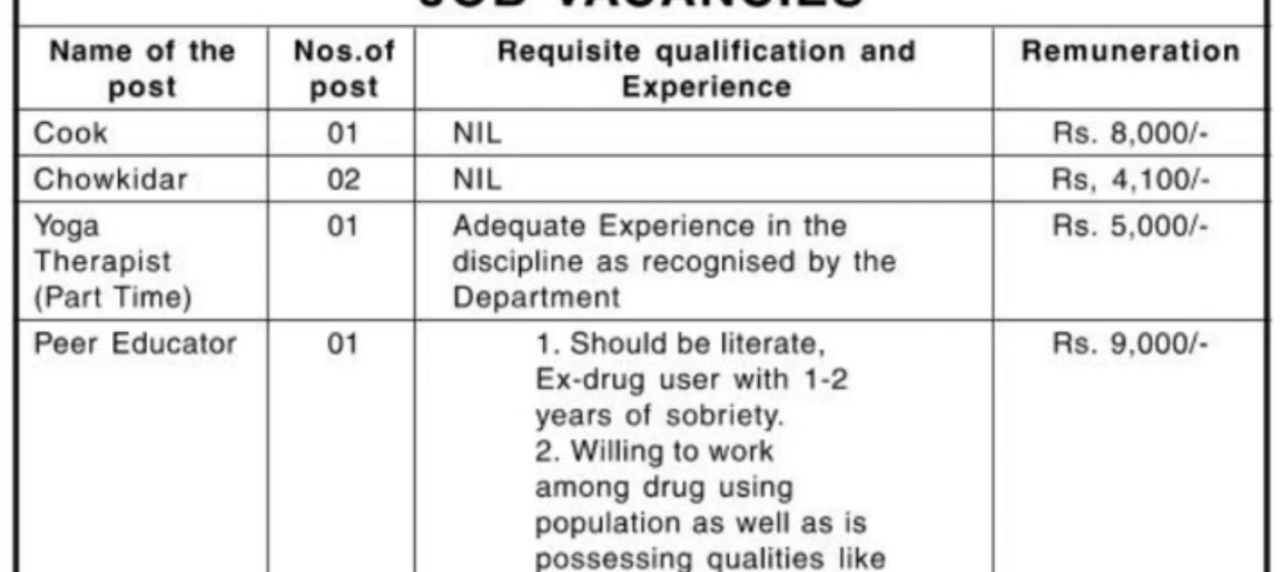 JOB VACANCIES
Name of the post | Nos.of post | Requisite qualification and Experience | Remuneration
Cook | 01 | NIL | Rs. 8,000/-
Chowkidar | 02 | NIL | Rs, 4,100/-
Yoga | 01 | Adequate Experience in the | Rs. 5,000/-
Therapist | discipline as recognised by the
(Part Time) | Department
Peer Educator | 01 | 1. Should be literate, | Rs. 9,000/-
Ex-drug user with 1-2
years of sobriety.
2. Willing to work
among drug using
population as well as is
possessing qualities like